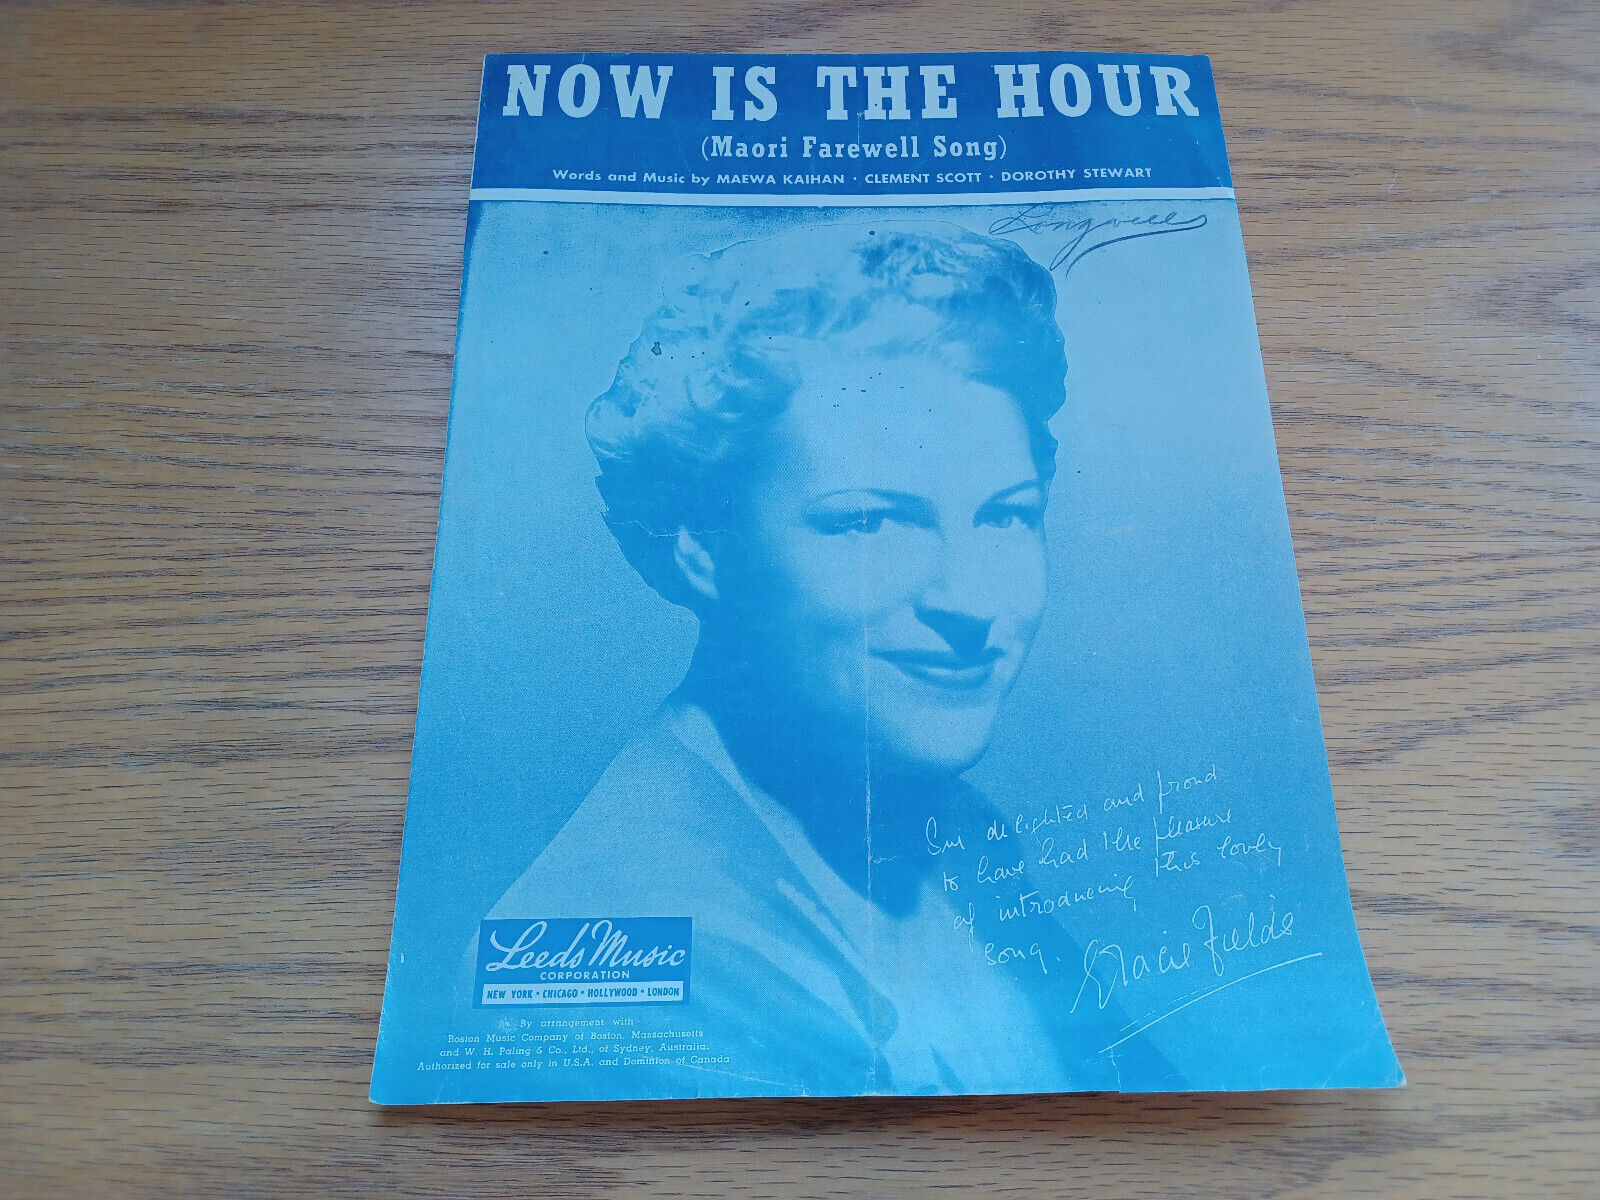 NOW IS THE HOUR
(Maori Farewell Song)
Words and Music by MAEWA KAIHAN · CLEMENT SCOTT · DOROTHY STEWART
Am delighted and proud
to have had the pleasure
of introducing this lovely
song.
Gracie Fields
Leeds Music
CORPORATION
NEW YORK • CHICAGO • HOLLYWOOD • LONDON
By arrangement with
Boston Music Company of Boston, Massachusetts
and W. H. Paling & Co., Ltd., of Sydney, Australia.
Authorized for sale only in U.S.A. and Dominion of Canada